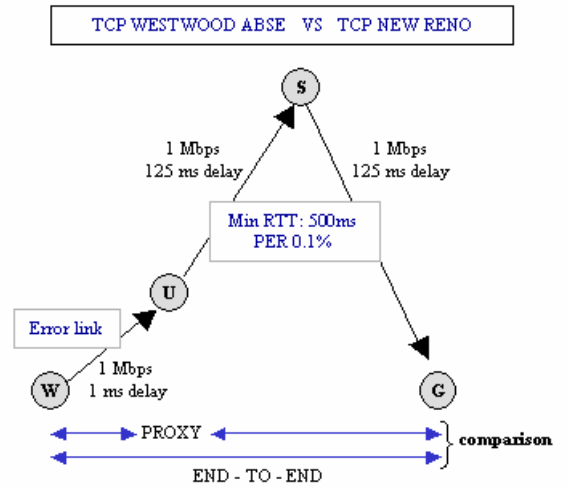 TCP WESTWOOD ABSE VS TCP NEW RENO
S
1 Mbps
125 ms delay
1 Mbps
125 ms delay
Min RTT: 500ms
PER 0.1%
U
Error link
1 Mbps
1 ms delay
W
G
PROXY
comparison
END - TO - END